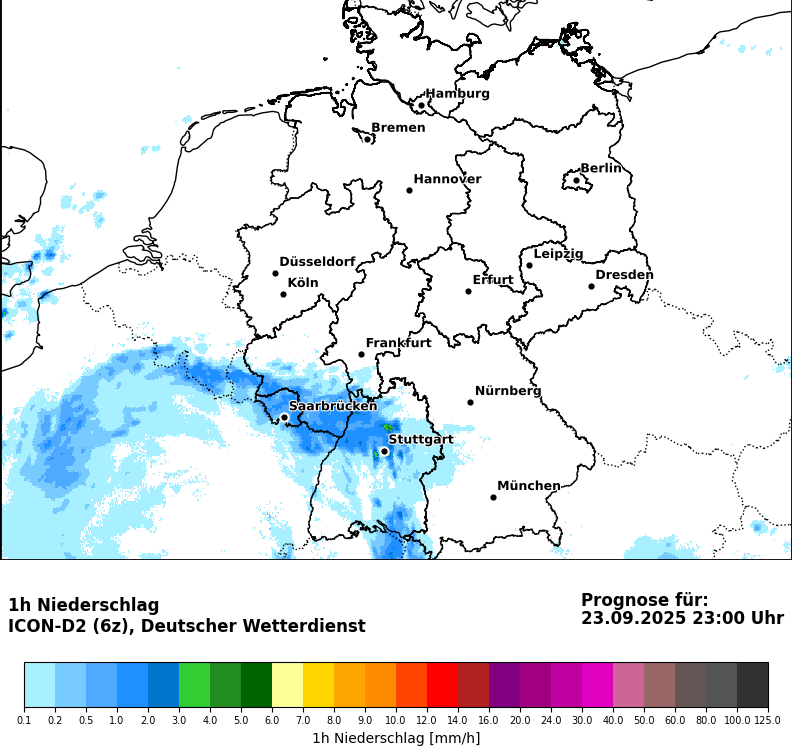 Hamburg
Bremen
Berlin
Hannover
Leipzig
Düsseldorf
Dresden
Erfurt
Köln
Frankfurt
Nürnberg
Saarbrücken
Stuttgart
München
1h Niederschlag
ICON-D2 (6z), Deutscher Wetterdienst
Prognose für:
23.09.2025 23:00 Uhr
0.1 0.2 0.5 1.0 2.0 3.0 4.0 5.0 6.0 7.0 9.0 10.0 12.0 14.0 16.0 20.0 24.0 30.0 40.0 50.0 60.0 80.0 100.0 125.0
1h Niederschlag [mm/h]